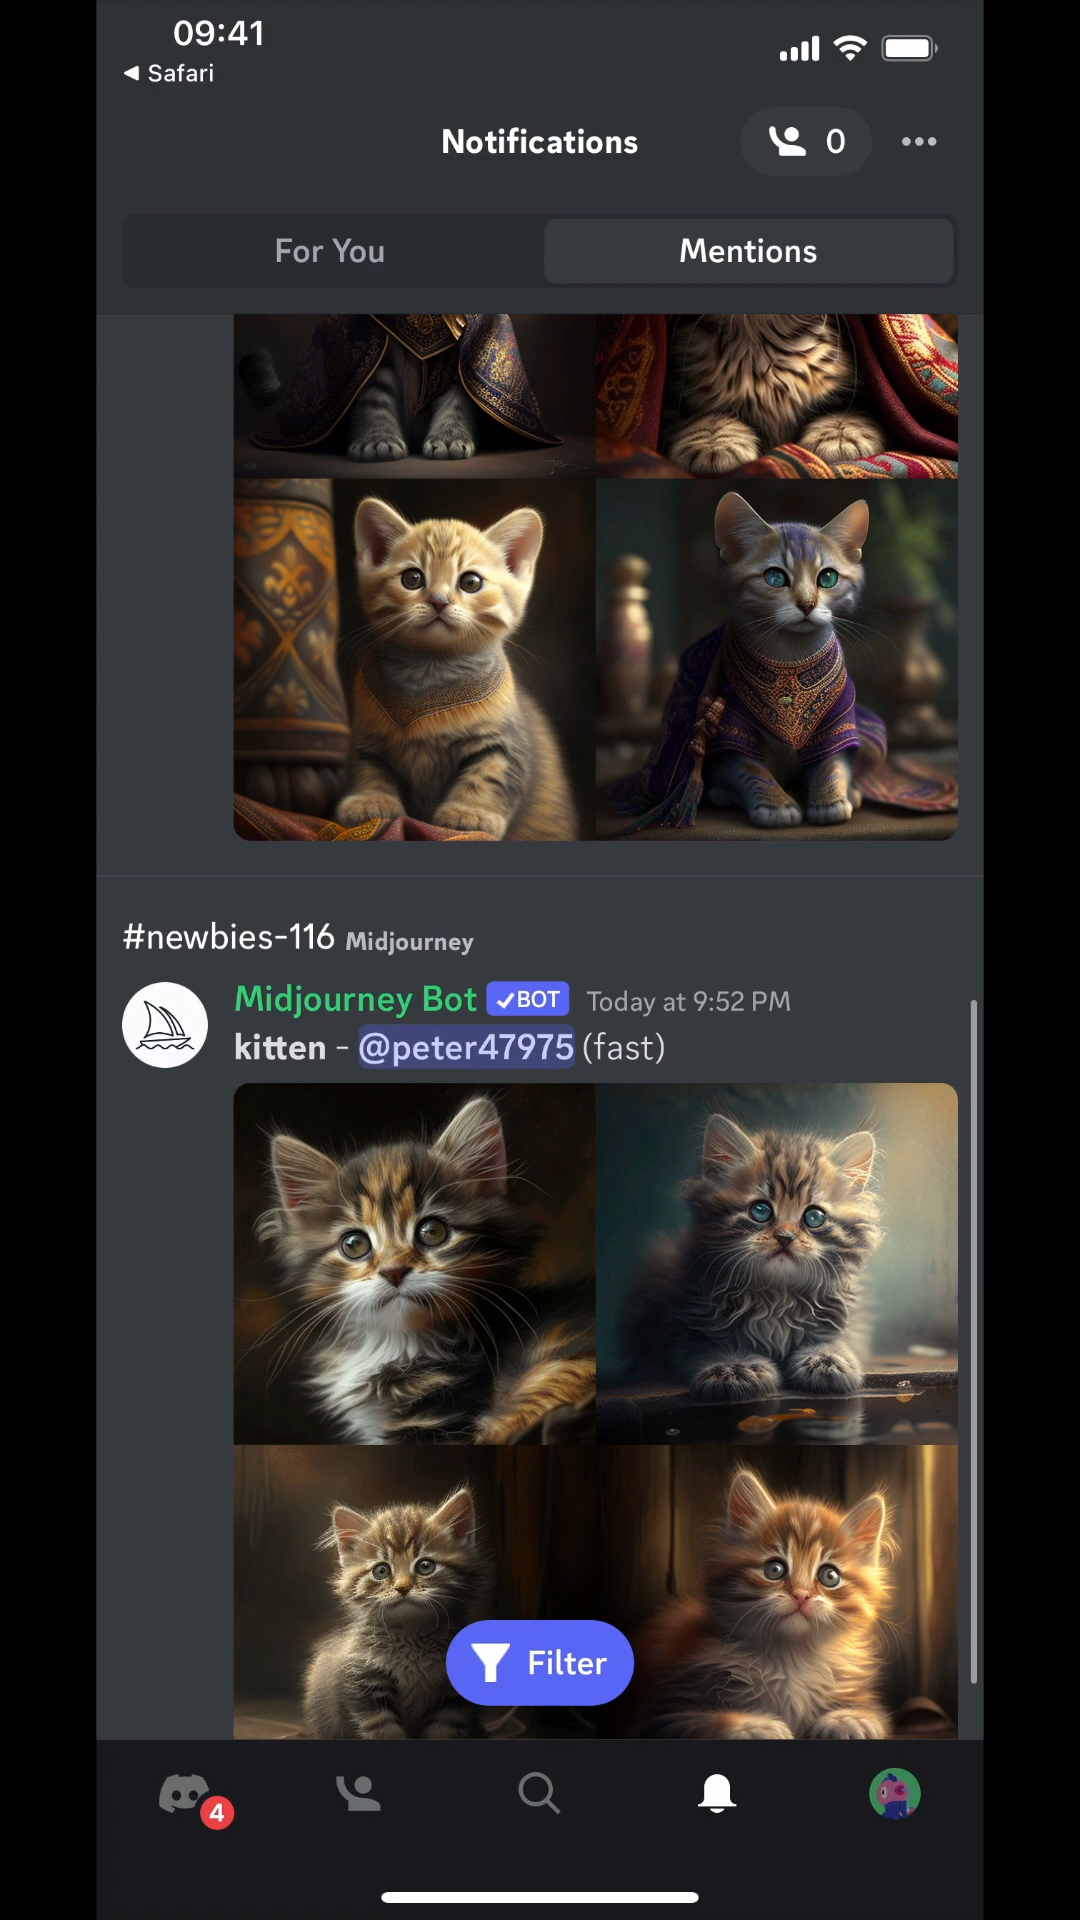 09:41
Safari
Notifications
0
For You
Mentions
#newbies-116 Midjourney
Midjourney Bot BOT Today at 9:52 PM
kitten - @peter47975 (fast)
Filter
4